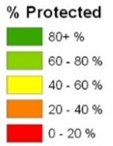 % Protected
80+ %
60 - 80 %
40 - 60 %
20 - 40 %
0 - 20 %